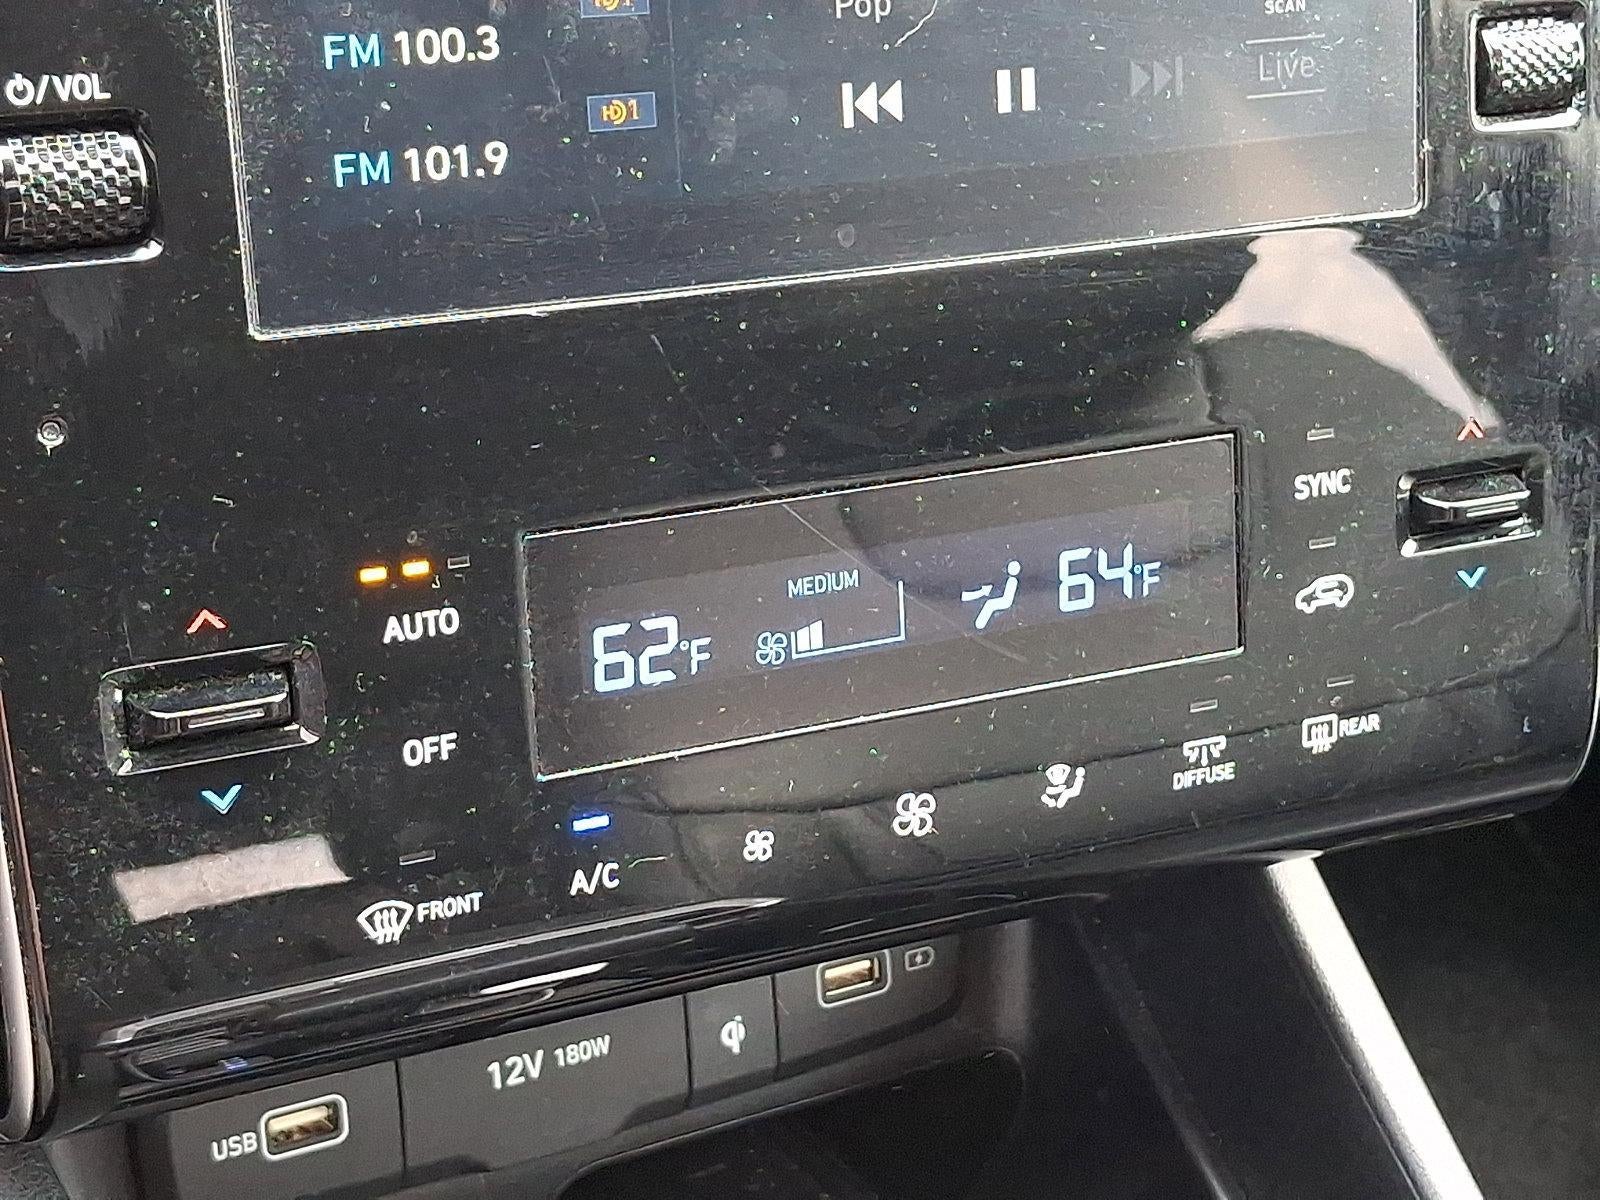 Pop
SCAN
FM 100.3
Live
/VOL
HD1
FM 101.9
SYNC
MEDIUM
64°F
AUTO
62°F
OFF
REAR
DIFFUSE
A/C
FRONT
12V 180W
USB